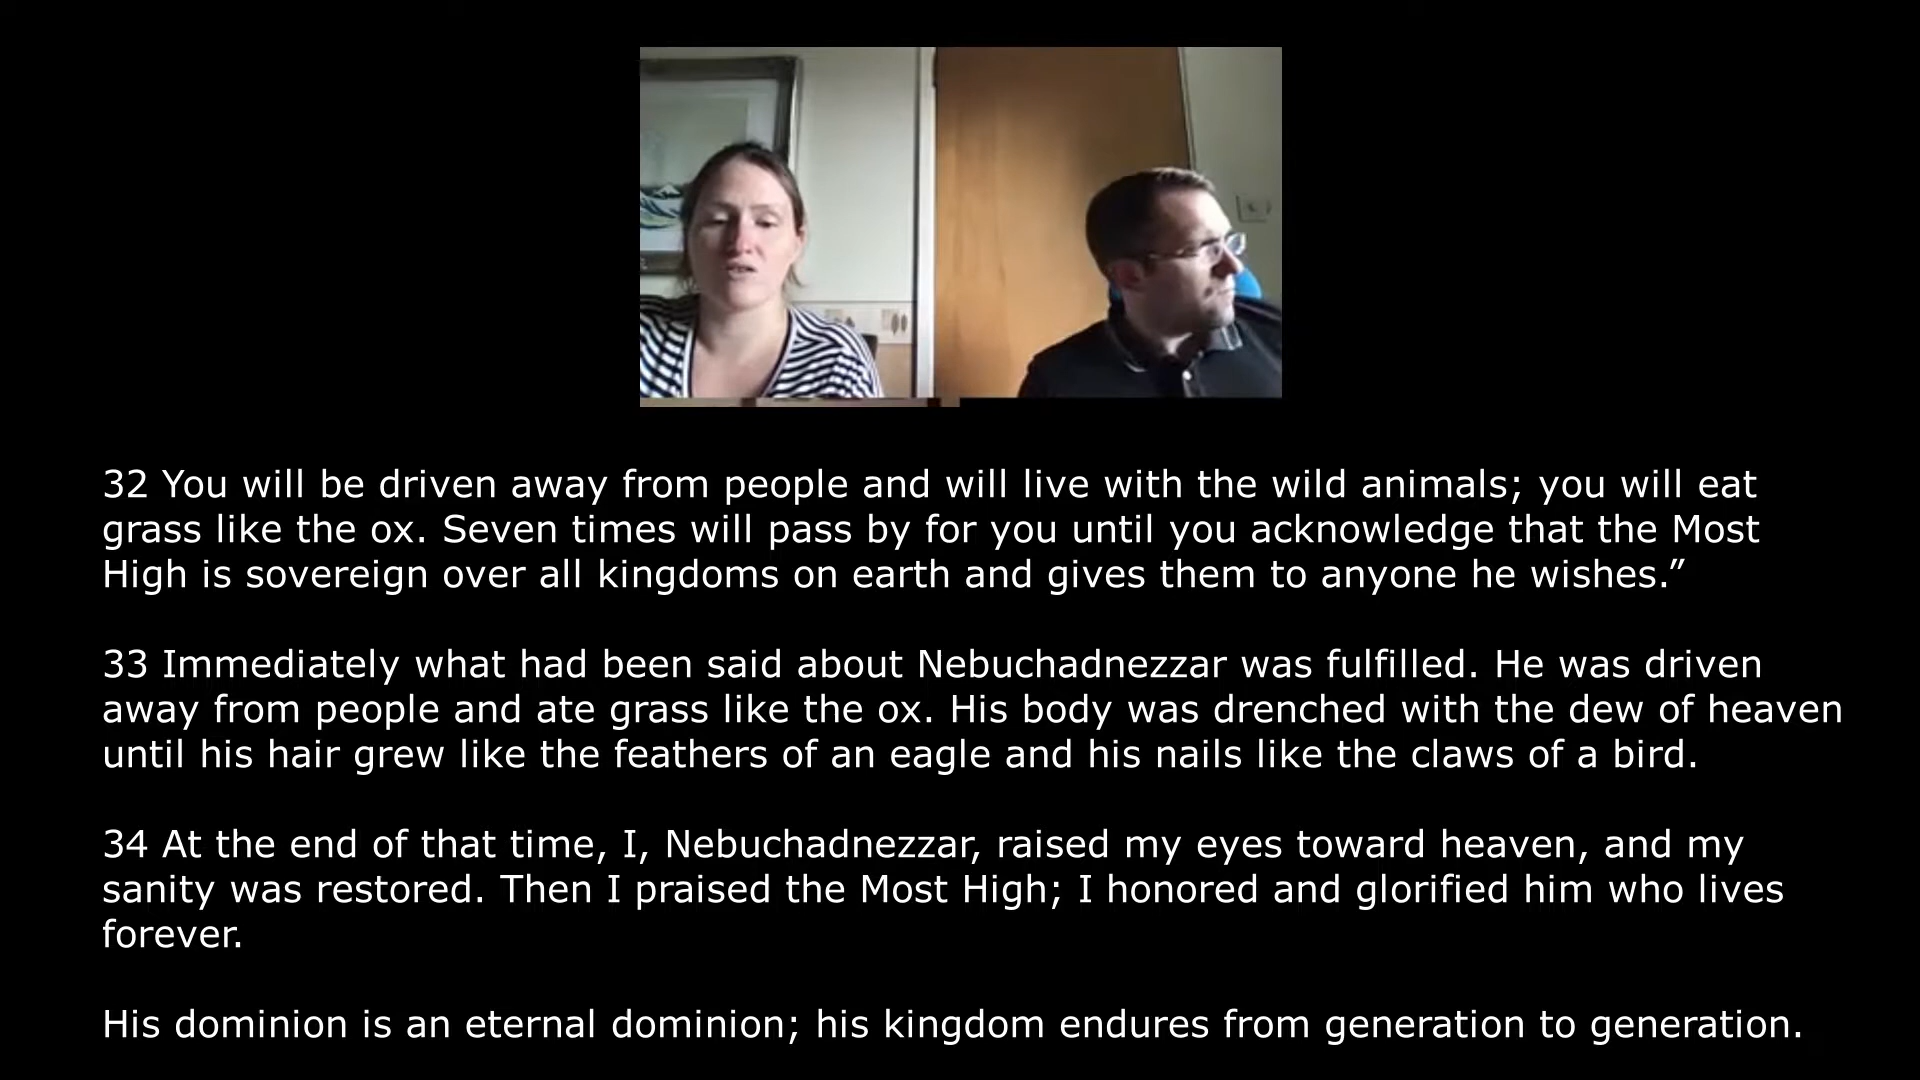 32 You will be driven away from people and will live with the wild animals; you will eat
grass like the ox. Seven times will pass by for you until you acknowledge that the Most
High is sovereign over all kingdoms on earth and gives them to anyone he wishes.”
33 Immediately what had been said about Nebuchadnezzar was fulfilled. He was driven
away from people and ate grass like the ox. His body was drenched with the dew of heaven
until his hair grew like the feathers of an eagle and his nails like the claws of a bird.
34 At the end of that time, I, Nebuchadnezzar, raised my eyes toward heaven, and my
sanity was restored. Then I praised the Most High; I honored and glorified him who lives
forever.
His dominion is an eternal dominion; his kingdom endures from generation to generation.